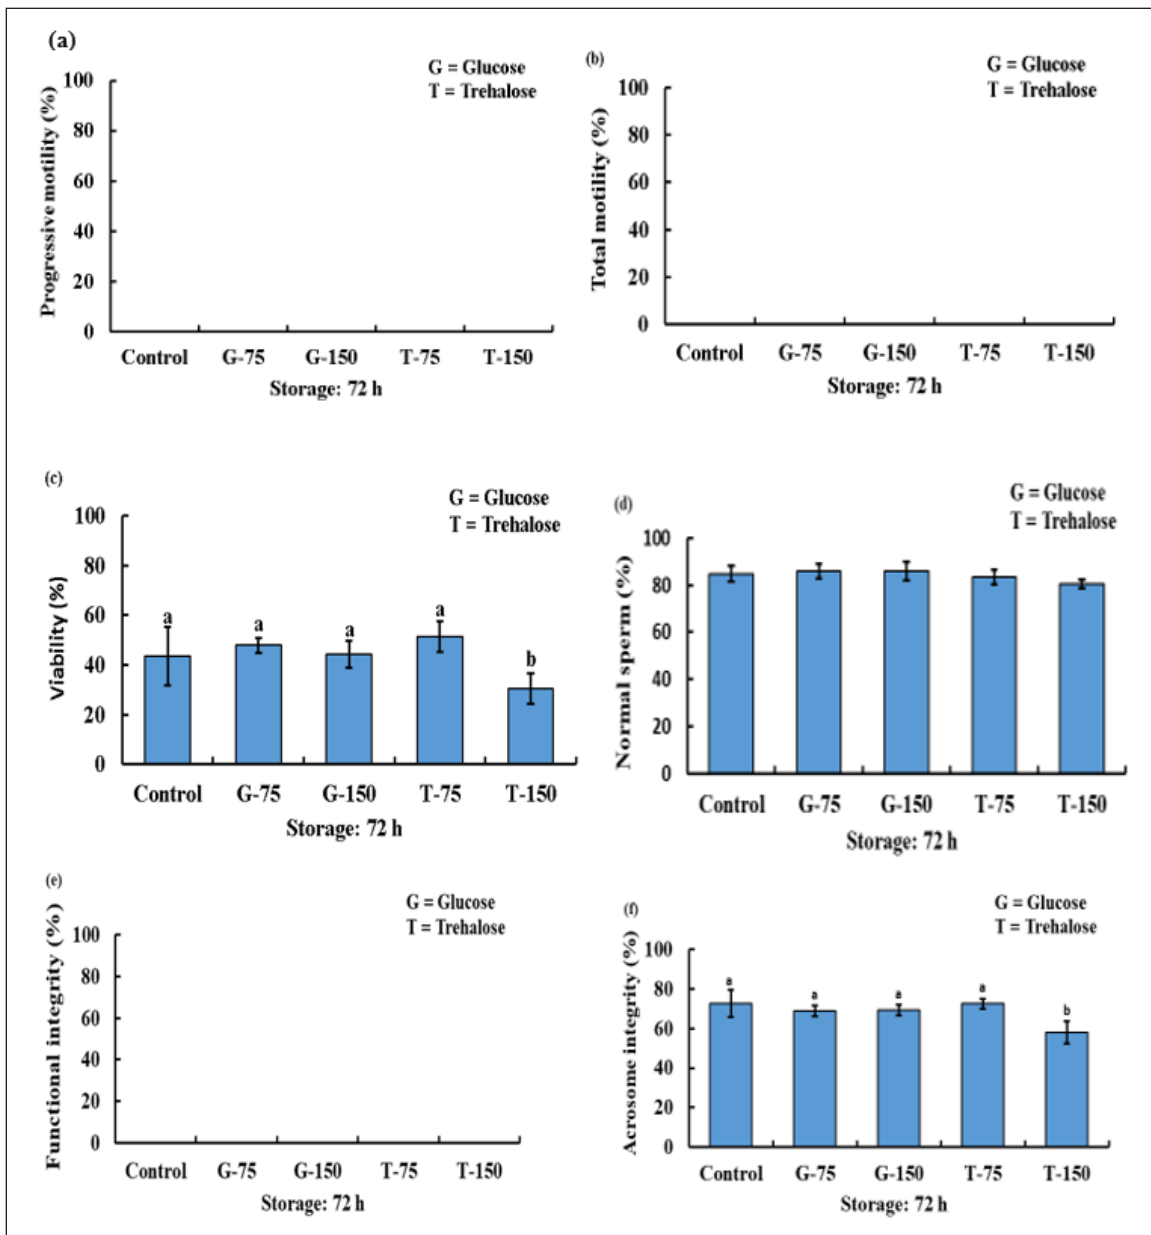 (a)
G = Glucose
T = Trehalose
Progressive motility (%)
100
80
60
40
20
0
Control G-75 G-150 T-75 T-150
Storage: 72 h
(b)
G = Glucose
T = Trehalose
Total motility (%)
100
80
60
40
20
0
Control G-75 G-150 T-75 T-150
Storage: 72 h
(c)
G = Glucose
T = Trehalose
Viability (%)
100
80
60
40
20
0
a a a a b
Control G-75 G-150 T-75 T-150
Storage: 72 h
(d)
G = Glucose
T = Trehalose
Normal sperm (%)
100
80
60
40
20
0
Control G-75 G-150 T-75 T-150
Storage: 72 h
(e)
G = Glucose
T = Trehalose
Functional integrity (%)
100
80
60
40
20
0
Control G-75 G-150 T-75 T-150
Storage: 72 h
(f)
G = Glucose
T = Trehalose
Acrosome integrity (%)
100
80
60
40
20
0
a a a a b
Control G-75 G-150 T-75 T-150
Storage: 72 h